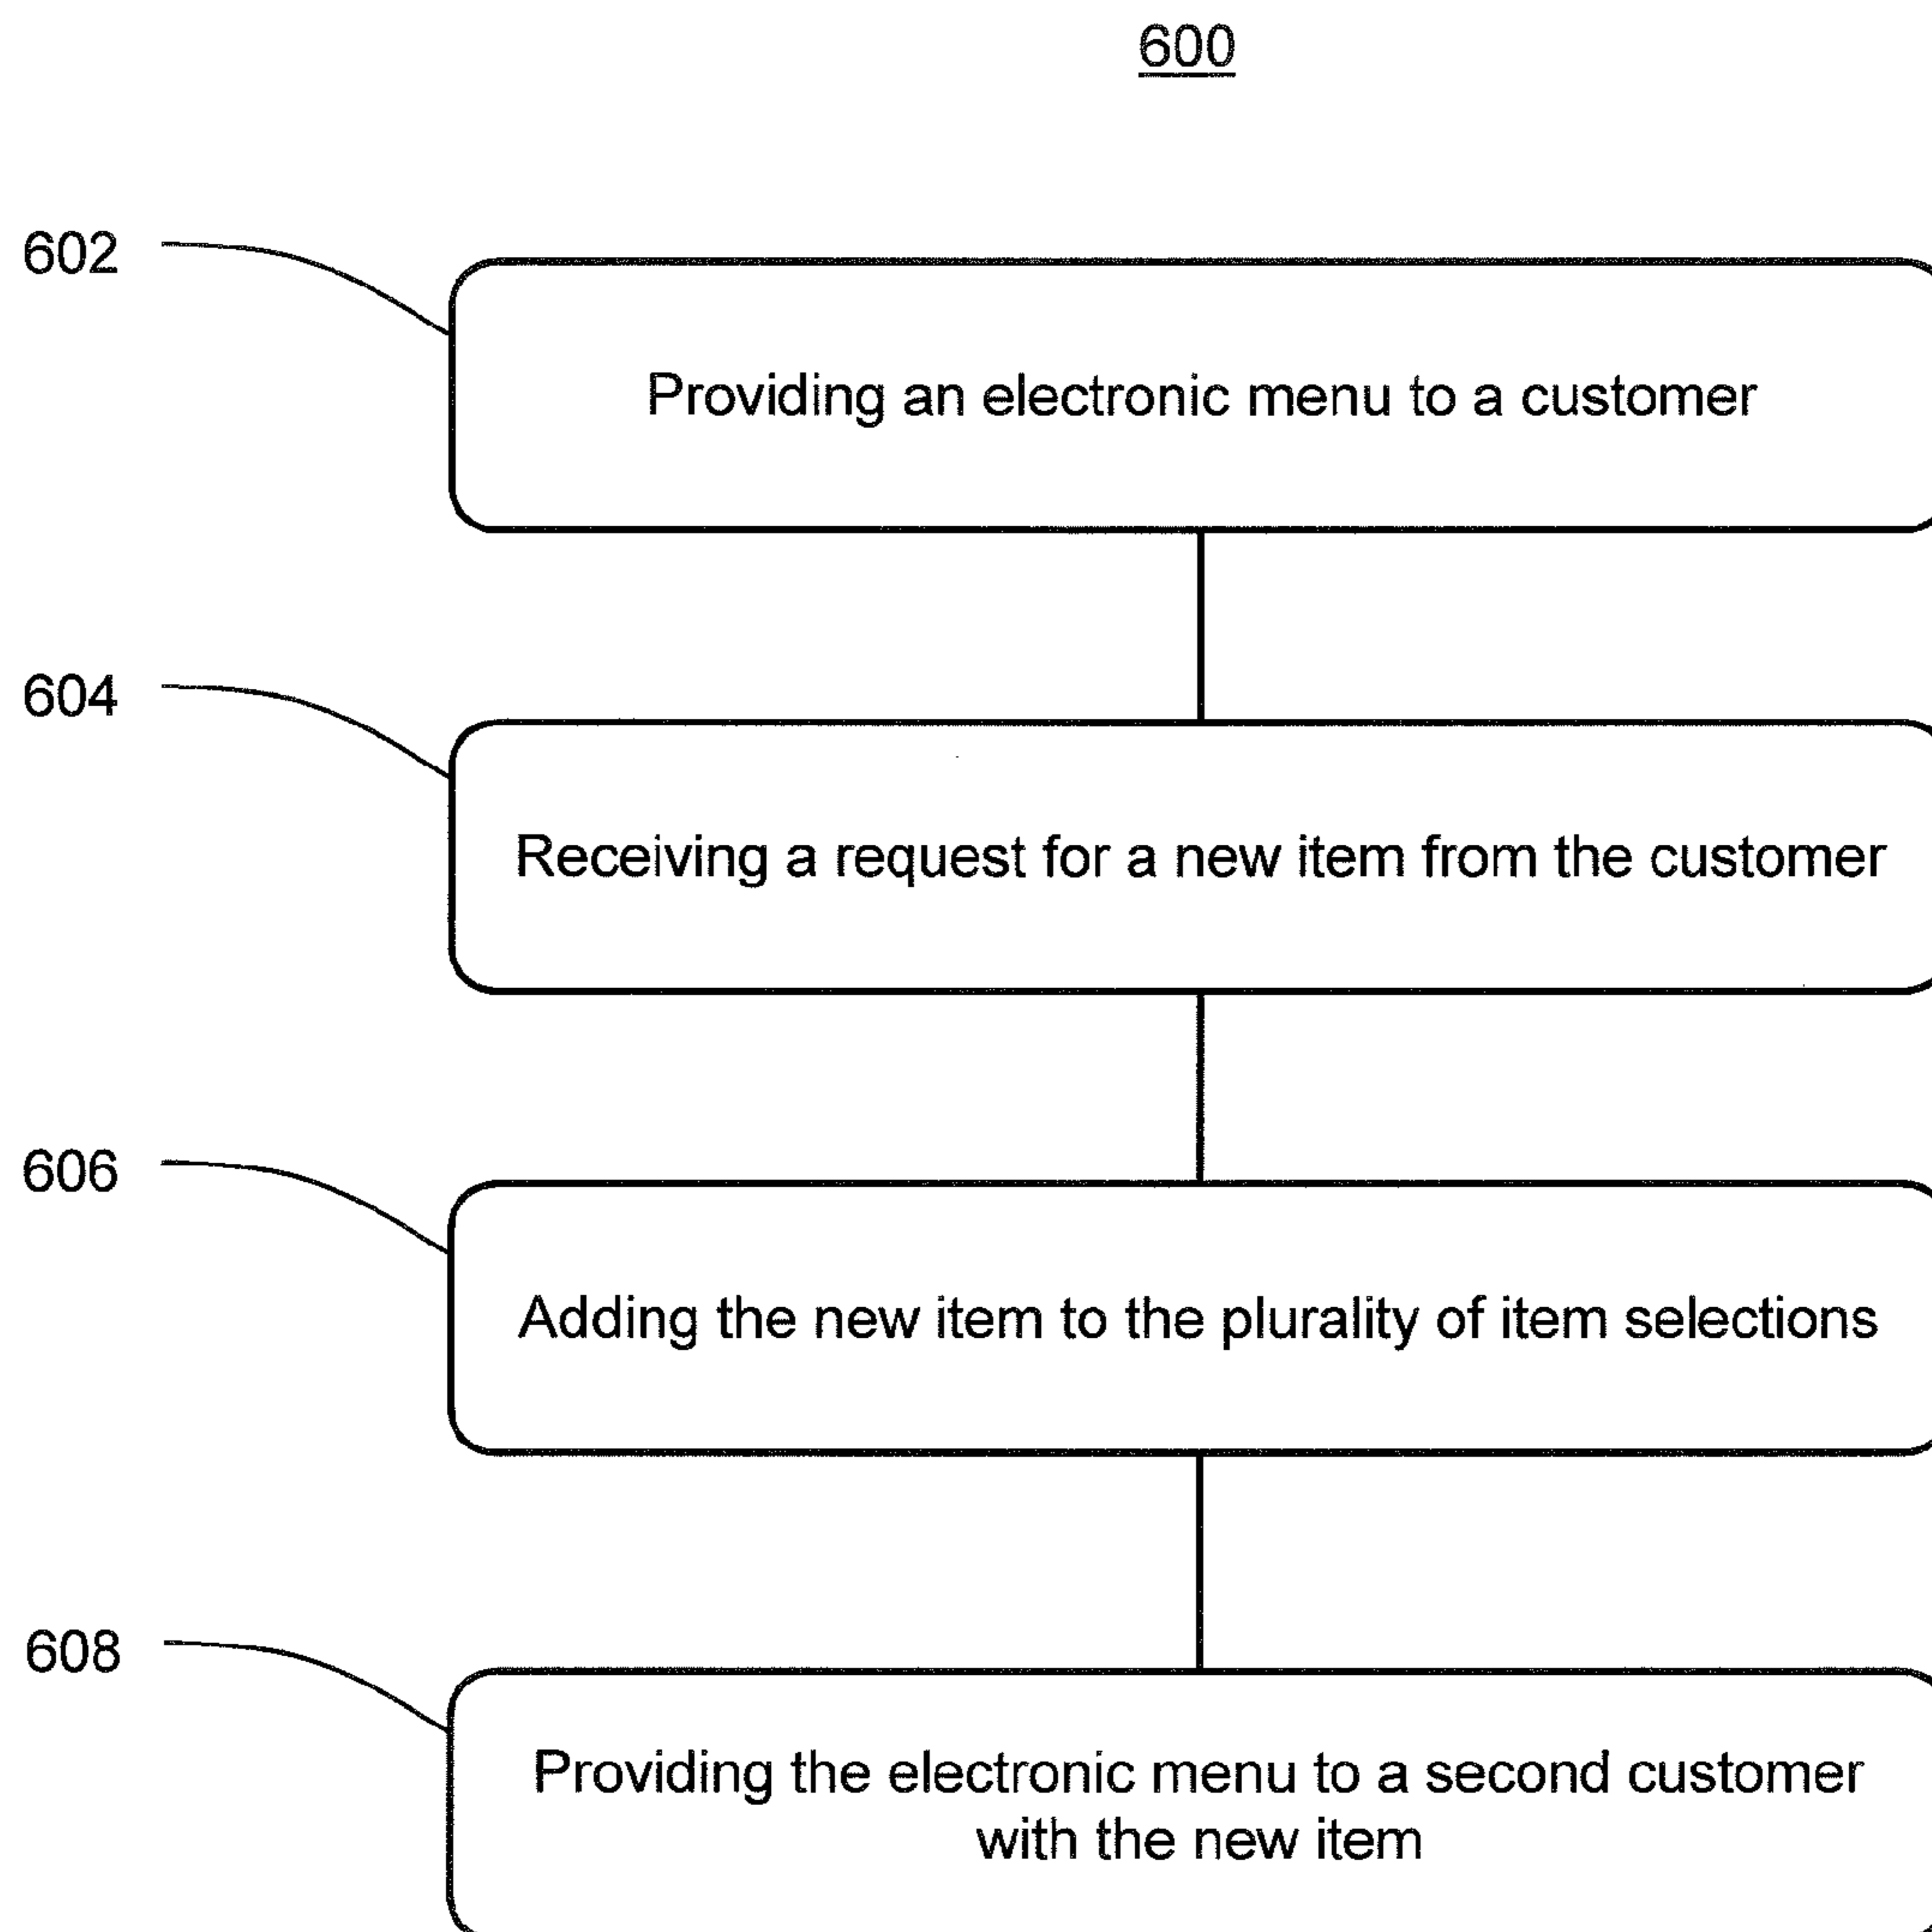 600
602
Providing an electronic menu to a customer
604
Receiving a request for a new item from the customer
606
Adding the new item to the plurality of item selections
608
Providing the electronic menu to a second customer
with the new item